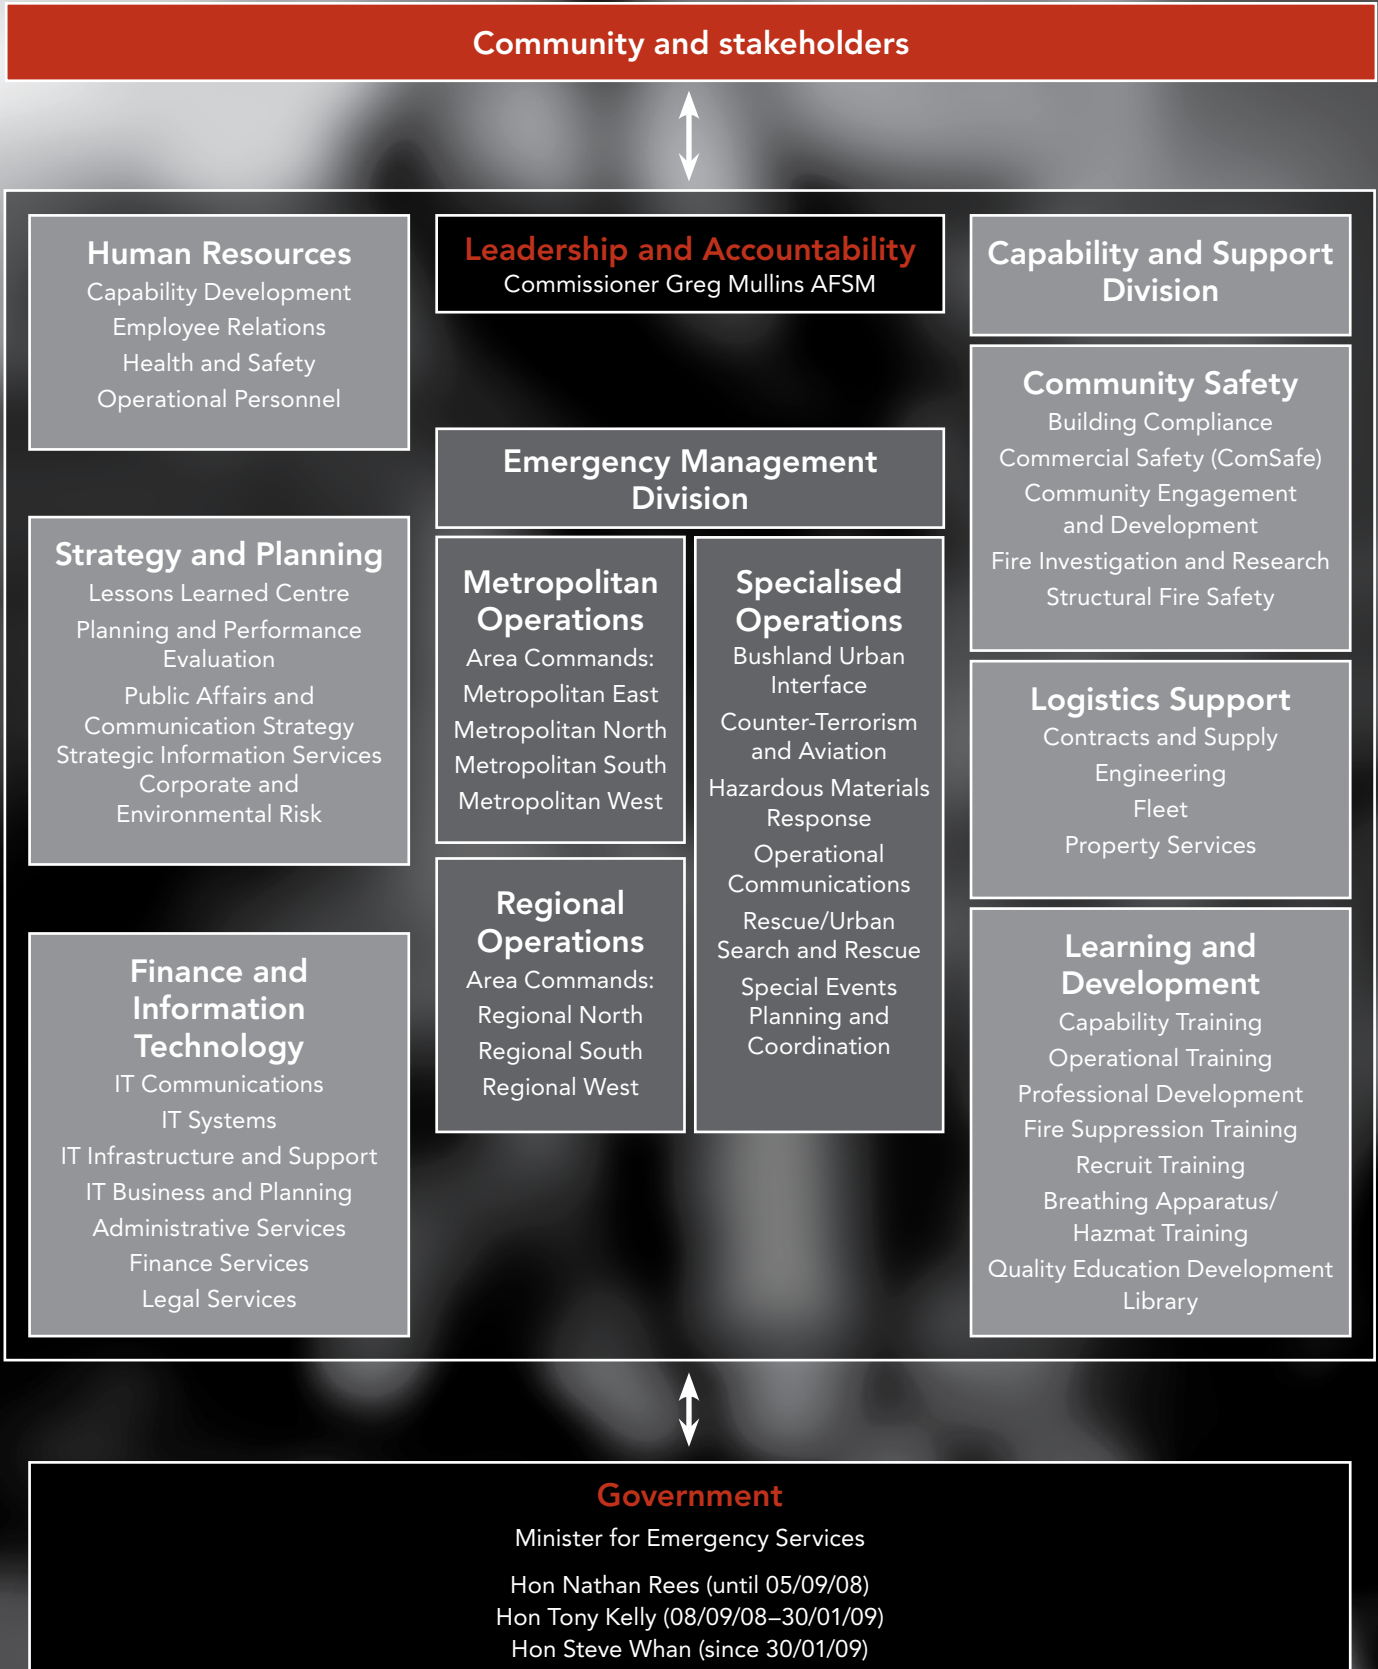 Community and stakeholders
Human Resources
Capability Development
Employee Relations
Health and Safety
Operational Personnel
Strategy and Planning
Lessons Learned Centre
Planning and Performance
Evaluation
Public Affairs and
Communication Strategy
Strategic Information Services
Corporate and
Environmental Risk
Finance and
Information
Technology
IT Communications
IT Systems
IT Infrastructure and Support
IT Business and Planning
Administrative Services
Finance Services
Legal Services
Leadership and Accountability
Commissioner Greg Mullins AFSM
Emergency Management
Division
Metropolitan
Operations
Area Commands:
Metropolitan East
Metropolitan North
Metropolitan South
Metropolitan West
Regional
Operations
Area Commands:
Regional North
Regional South
Regional West
Specialised
Operations
Bushland Urban
Interface
Counter-Terrorism
and Aviation
Hazardous Materials
Response
Operational
Communications
Rescue/Urban
Search and Rescue
Special Events
Planning and
Coordination
Capability and Support
Division
Community Safety
Building Compliance
Commercial Safety (ComSafe)
Community Engagement
and Development
Fire Investigation and Research
Structural Fire Safety
Logistics Support
Contracts and Supply
Engineering
Fleet
Property Services
Learning and
Development
Capability Training
Operational Training
Professional Development
Fire Suppression Training
Recruit Training
Breathing Apparatus/
Hazmat Training
Quality Education Development
Library
Government
Minister for Emergency Services
Hon Nathan Rees (until 05/09/08)
Hon Tony Kelly (08/09/08–30/01/09)
Hon Steve Whan (since 30/01/09)